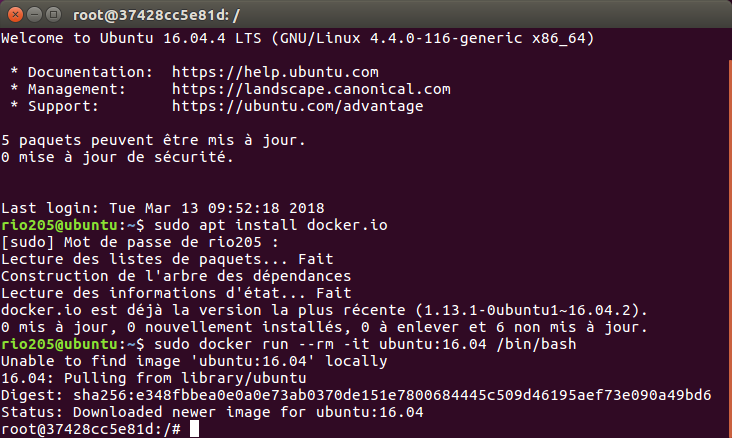 root@37428cc5e81d: /
Welcome to Ubuntu 16.04.4 LTS (GNU/Linux 4.4.0-116-generic x86_64)
* Documentation:  https://help.ubuntu.com
* Management:     https://landscape.canonical.com
* Support:        https://ubuntu.com/advantage
5 paquets peuvent être mis à jour.
0 mise à jour de sécurité.
Last login: Tue Mar 13 09:52:18 2018
rio205@ubuntu:~$ sudo apt install docker.io
[sudo] Mot de passe de rio205 :
Lecture des listes de paquets... Fait
Construction de l'arbre des dépendances
Lecture des informations d'état... Fait
docker.io est déjà la version la plus récente (1.13.1-0ubuntu1~16.04.2).
0 mis à jour, 0 nouvellement installés, 0 à enlever et 6 non mis à jour.
rio205@ubuntu:~$ sudo docker run --rm -it ubuntu:16.04 /bin/bash
Unable to find image 'ubuntu:16.04' locally
16.04: Pulling from library/ubuntu
Digest: sha256:e348fbbea0e0a0e73ab0370de151e7800684445c509d46195aef73e090a49bd6
Status: Downloaded newer image for ubuntu:16.04
root@37428cc5e81d:/#